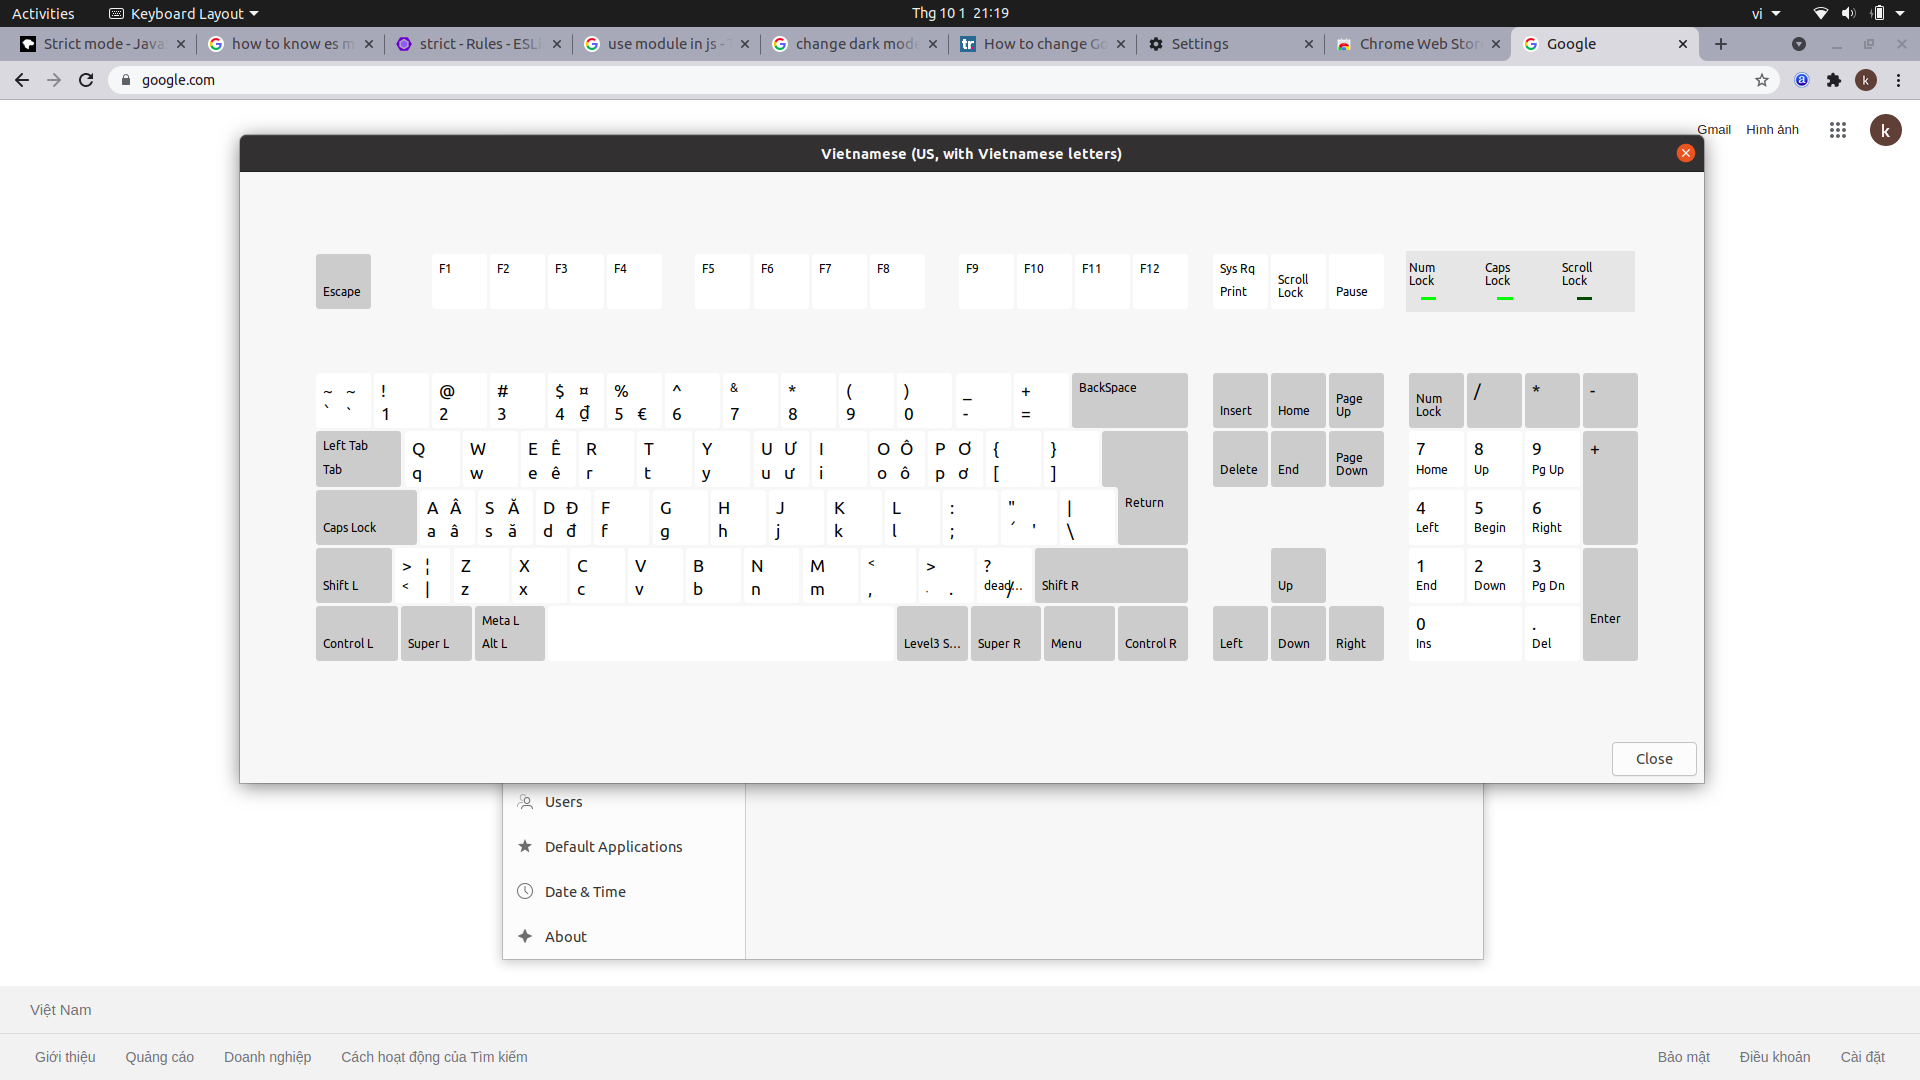 Activities Keyboard Layout Thg 10 1 21:19 vi
Strict mode - Java how to know es m strict - Rules - ESLi use module in js - T change dark mode How to change Go Settings Chrome Web Stor Google
google.com k
Gmail Hình ảnh k
Vietnamese (US, with Vietnamese letters)
Escape F1 F2 F3 F4 F5 F6 F7 F8 F9 F10 F11 F12 Sys Rq Print Scroll Lock Pause Num Lock Caps Lock Scroll Lock
~ ~ ! @ # $ ¤ % ^ & * ( ) _ + BackSpace
` ` 1 2 3 4 ₫ 5 € 6 7 8 9 0 - = Insert Home Page Up Num Lock / * -
Left Tab Q W E Ê R T Y U Ư I O Ô P Ơ { } 7 8 9 +
Tab q w e ê r t y u ư i o ô p ơ [ ] Delete End Page Down Home Up Pg Up
A Â S Ă D Đ F G H J K L : " | Return 4 5 6
Caps Lock a â s ă d đ f g h j k l ; ´ ' \ Left Begin Right
> ¦ Z X C V B N M < > ? 1 2 3
Shift L < | z x c v b n m , . . dead... / Shift R Up End Down Pg Dn
Meta L 0 . Enter
Control L Super L Alt L Level3 S... Super R Menu Control R Left Down Right Ins Del
Close
Users
Default Applications
Date & Time
About
Việt Nam
Giới thiệu Quảng cáo Doanh nghiệp Cách hoạt động của Tìm kiếm Bảo mật Điều khoản Cài đặt